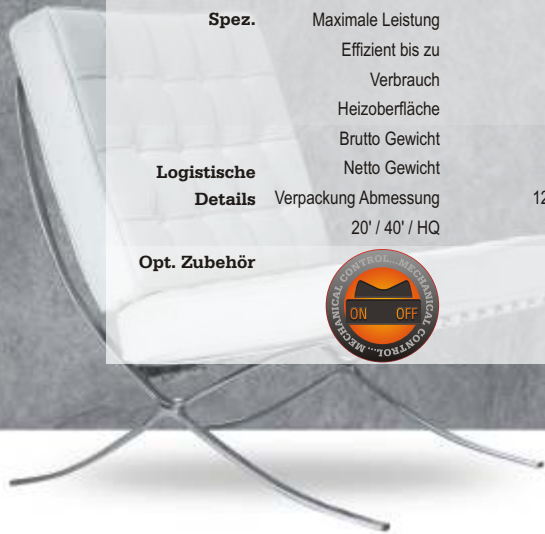 Spez. Maximale Leistung
Effizient bis zu
Verbrauch
Heizoberfläche
Brutto Gewicht
Logistische Netto Gewicht
Details Verpackung Abmessung 12
20' / 40' / HQ
Opt. Zubehör
MECHANICAL CONTROL...MECHANICAL CONTROL...
ON OFF